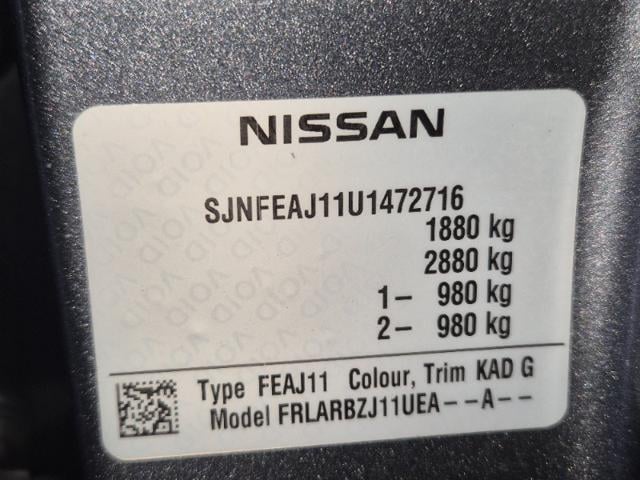 NISSAN
SJNFEAJ11U1472716
1880 kg
2880 kg
1- 980 kg
2- 980 kg
Type FEAJ11 Colour, Trim KAD G
Model FRLARBZJ11UEA--A--